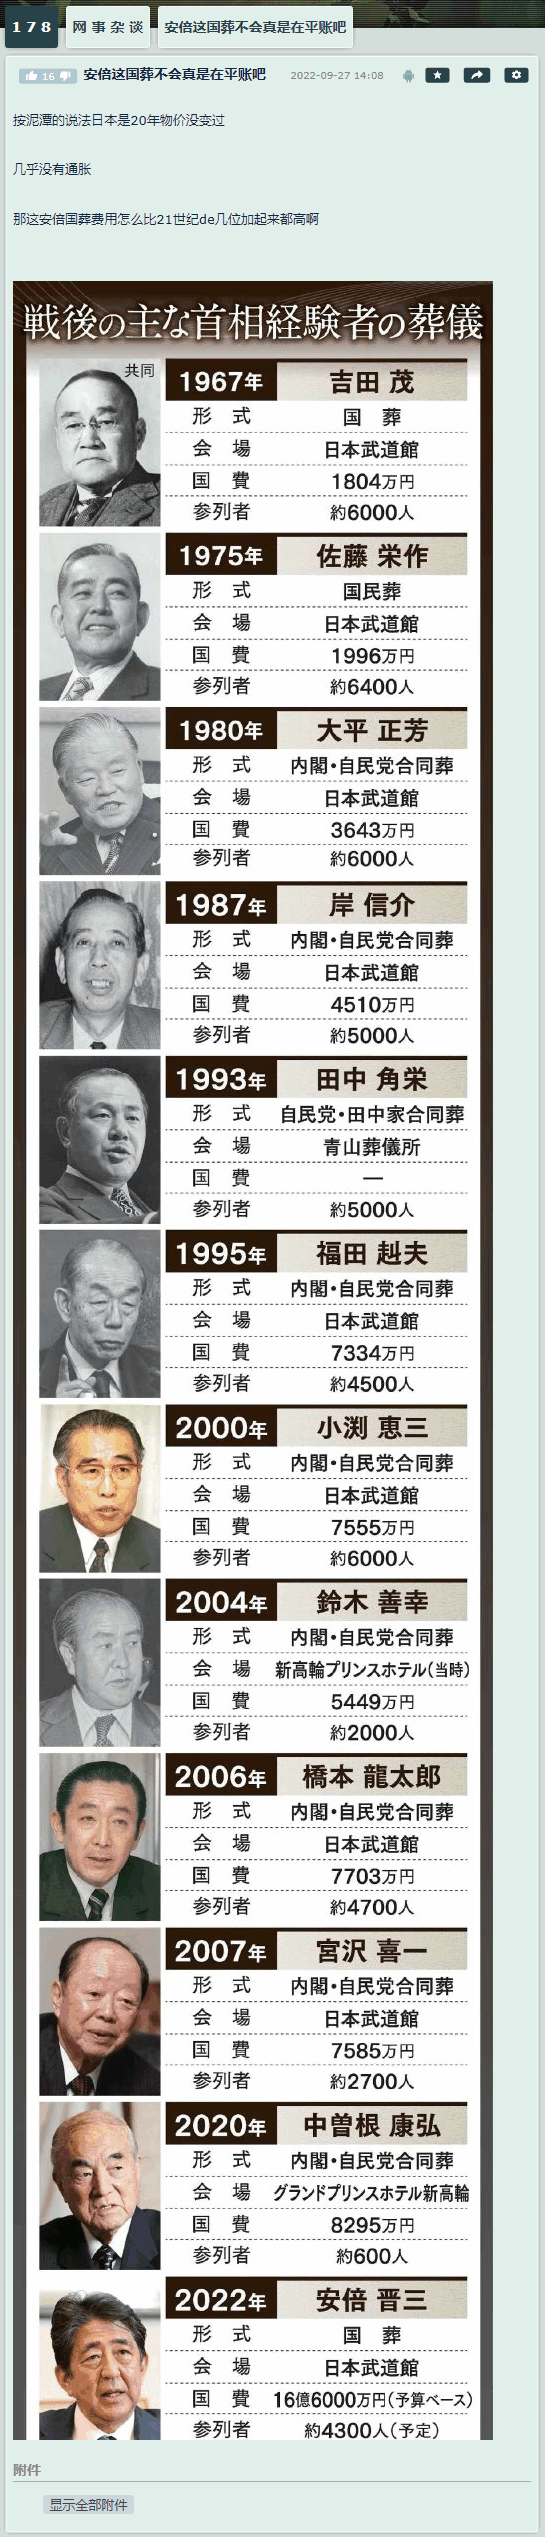 178
网事杂谈
安倍这国葬不会真是在平账吧
16
安倍这国葬不会真是在平账吧
2022-09-27 14:08
按泥潭的说法日本是20年物价没变过
几乎没有通胀
那这安倍国葬费用怎么比21世纪de几位加起来都高啊
戦後の主な首相経験者の葬儀
共同
1967年 吉田 茂
形 式 国 葬
会 場 日本武道館
国 費 1804万円
参列者 約6000人
1975年 佐藤 栄作
形 式 国民葬
会 場 日本武道館
国 費 1996万円
参列者 約6400人
1980年 大平 正芳
形 式 内閣・自民党合同葬
会 場 日本武道館
国 費 3643万円
参列者 約6000人
1987年 岸 信介
形 式 内閣・自民党合同葬
会 場 日本武道館
国 費 4510万円
参列者 約5000人
1993年 田中 角栄
形 式 自民党・田中家合同葬
会 場 青山葬儀所
国 費 —
参列者 約5000人
1995年 福田 赳夫
形 式 内閣・自民党合同葬
会 場 日本武道館
国 費 7334万円
参列者 約4500人
2000年 小渕 恵三
形 式 内閣・自民党合同葬
会 場 日本武道館
国 費 7555万円
参列者 約6000人
2004年 鈴木 善幸
形 式 内閣・自民党合同葬
会 場 新高輪プリンスホテル(当時)
国 費 5449万円
参列者 約2000人
2006年 橋本 龍太郎
形 式 内閣・自民党合同葬
会 場 日本武道館
国 費 7703万円
参列者 約4700人
2007年 宮沢 喜一
形 式 内閣・自民党合同葬
会 場 日本武道館
国 費 7585万円
参列者 約2700人
2020年 中曽根 康弘
形 式 内閣・自民党合同葬
会 場 グランドプリンスホテル新高輪
国 費 8295万円
参列者 約600人
2022年 安倍 晋三
形 式 国 葬
会 場 日本武道館
国 費 16億6000万円(予算ベース)
参列者 約4300人(予定)
附件
显示全部附件